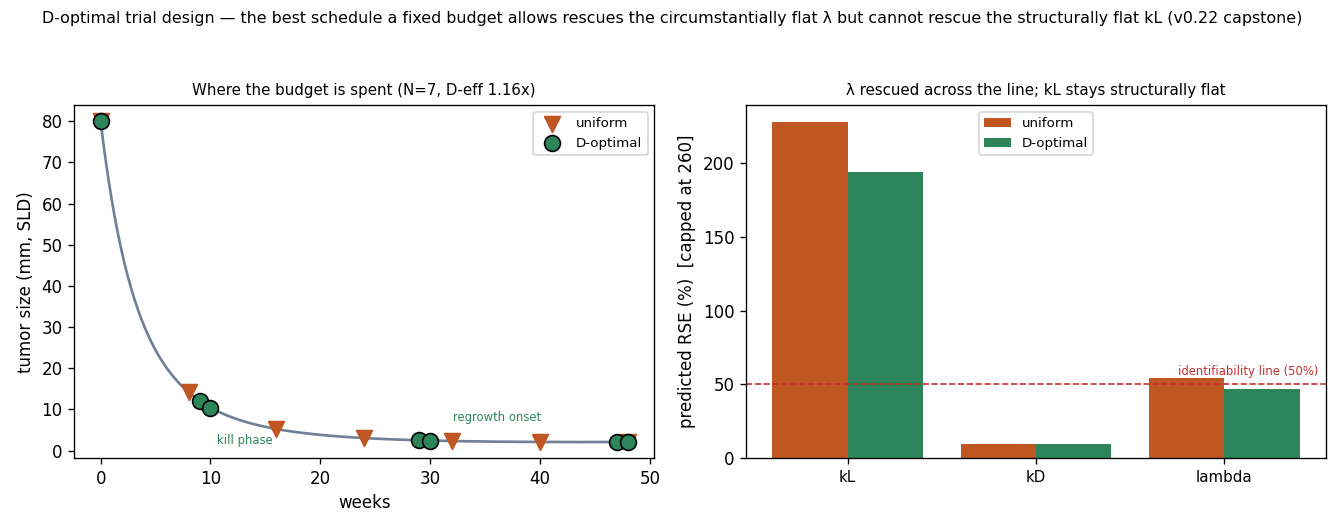 D-optimal trial design — the best schedule a fixed budget allows rescues the circumstantially flat λ but cannot rescue the structurally flat kL (v0.22 capstone)
Where the budget is spent (N=7, D-eff 1.16x)
tumor size (mm, SLD)
80
70
60
50
40
30
20
10
0
uniform
D-optimal
regrowth onset
kill phase
0
10
20
30
40
50
weeks
λ rescued across the line; kL stays structurally flat
predicted RSE (%)  [capped at 260]
200
150
100
50
0
uniform
D-optimal
identifiability line (50%)
kL
kD
lambda